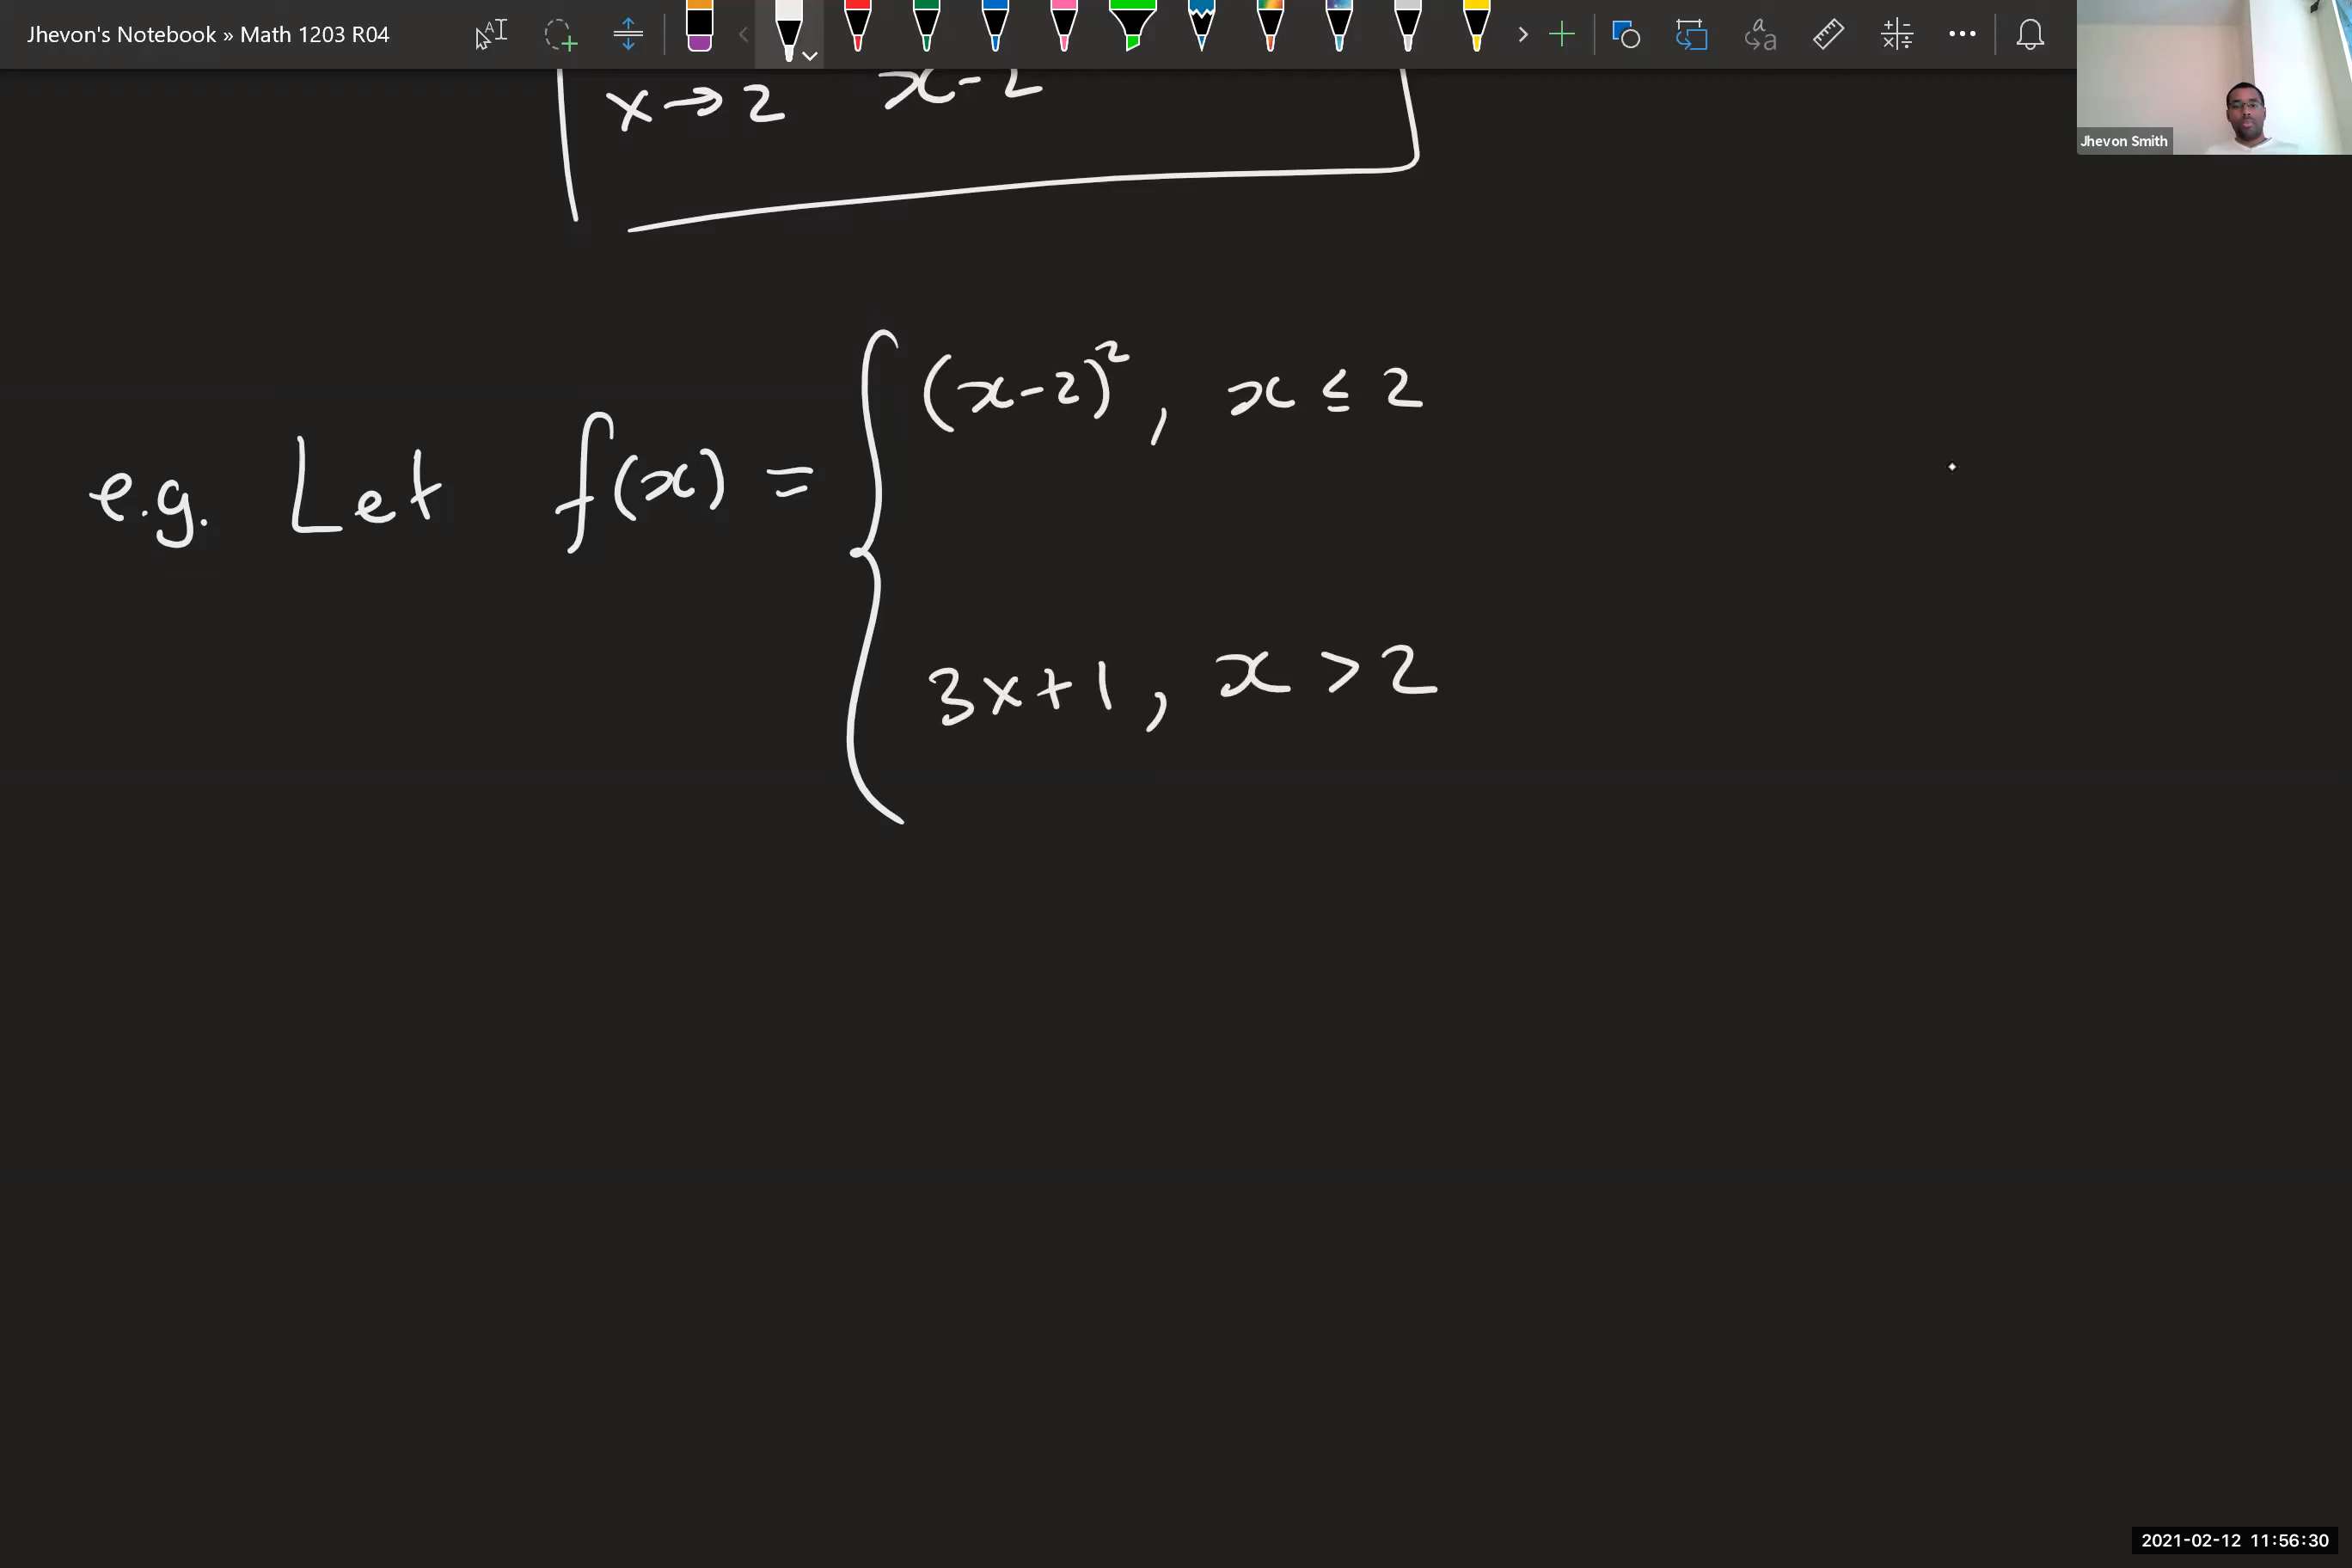 Jhevon's Notebook » Math 1203 R04
Jhevon Smith
x→2 x-2
e.g. Let f(x) = { (x-2)², x ≤ 2
3x+1, x > 2
2021-02-12 11:56:30